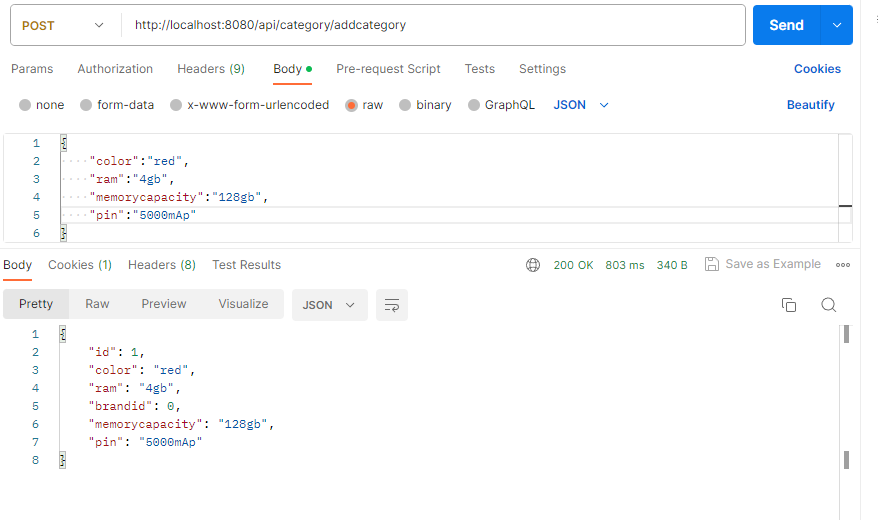 POST http://localhost:8080/api/category/addcategory Send
Params Authorization Headers (9) Body Pre-request Script Tests Settings Cookies
none form-data x-www-form-urlencoded raw binary GraphQL JSON Beautify
1 {
2 ····"color":"red",
3 ····"ram":"4gb",
4 ····"memorycapacity":"128gb",
5 ····"pin":"5000mAp"
6 }
Body Cookies (1) Headers (8) Test Results 200 OK 803 ms 340 B Save as Example
Pretty Raw Preview Visualize JSON
1 {
2 "id": 1,
3 "color": "red",
4 "ram": "4gb",
5 "brandid": 0,
6 "memorycapacity": "128gb",
7 "pin": "5000mAp"
8 }